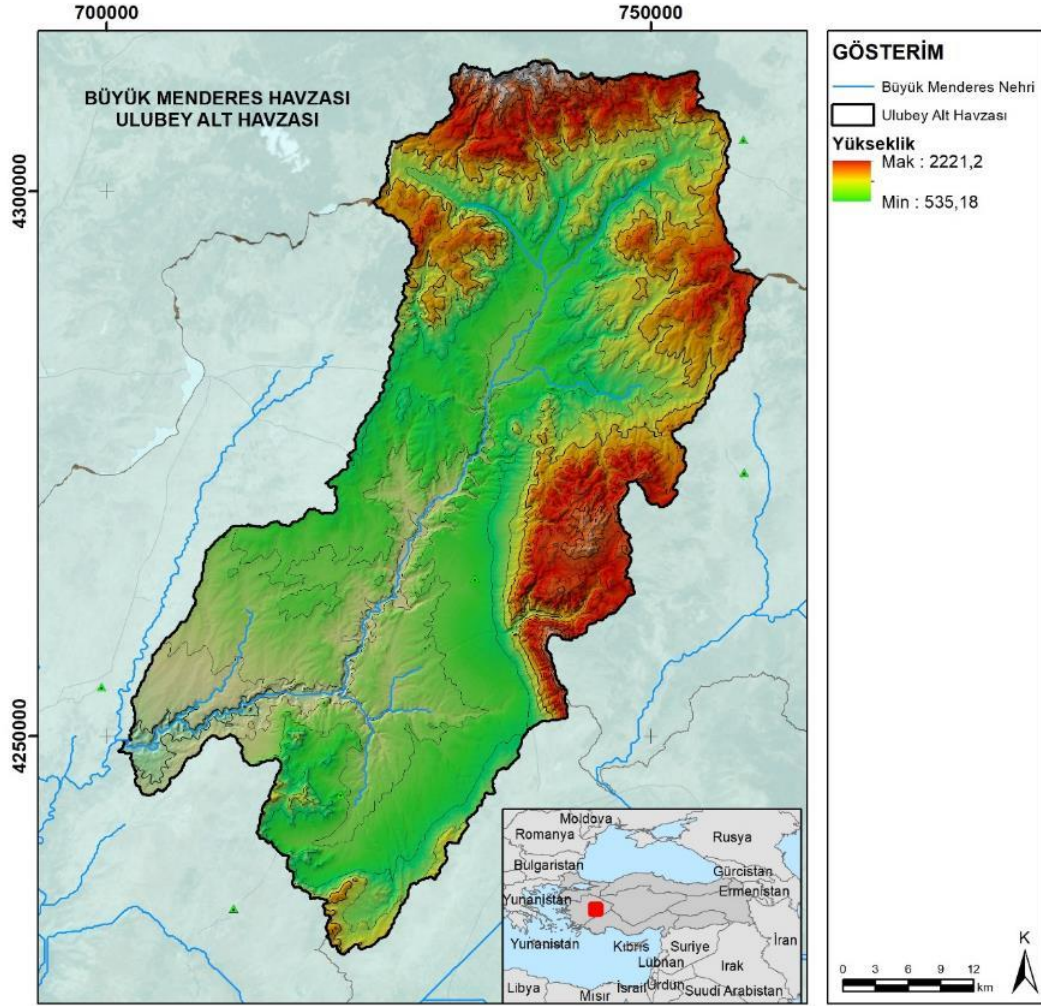 700000
750000
BÜYÜK MENDERES HAVZASI
ULUBEY ALT HAVZASI
4300000
4250000
GÖSTERİM
Büyük Menderes Nehri
Ulubey Alt Havzası
Yükseklik
Mak : 2221,2
Min : 535,18
Moldova
Romanya
Rusya
Bulgaristan
Gürcistan
Ermenistan
Yunanistan
Yunanistan
Kıbrıs
Suriye
İran
Lübnan
Irak
İsrail
Ürdün
Libya
Mısır
Suudi Arabistan
K
0 3 6 9 12
km